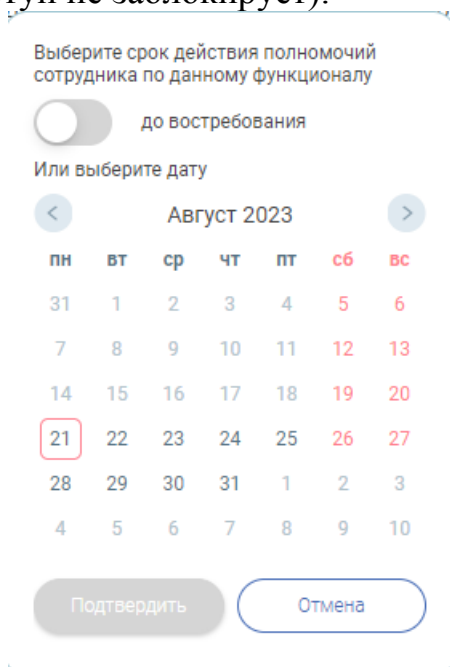 туп не заблокирует).
Выберите срок действия полномочий
сотрудника по данному функционалу
до востребования
Или выберите дату
< Август 2023 >
пн вт ср чт пт сб вс
31 1 2 3 4 5 6
7 8 9 10 11 12 13
14 15 16 17 18 19 20
21 22 23 24 25 26 27
28 29 30 31 1 2 3
4 5 6 7 8 9 10
Подтвердить Отмена